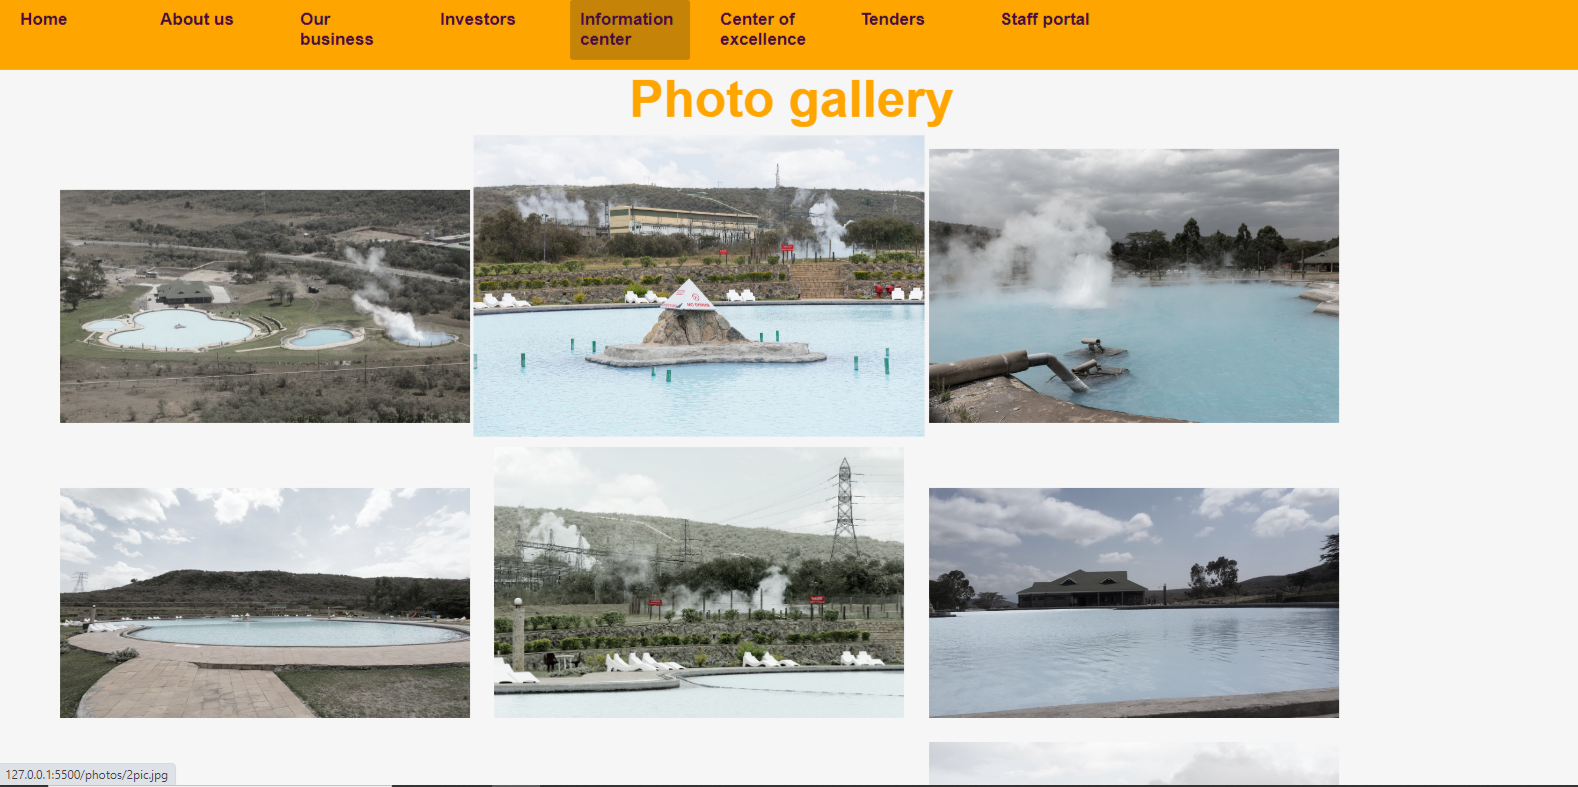 Home
About us
Our
business
Investors
Information
center
Center of
excellence
Tenders
Staff portal
Photo gallery
127.0.0.1:5500/photos/2pic.jpg